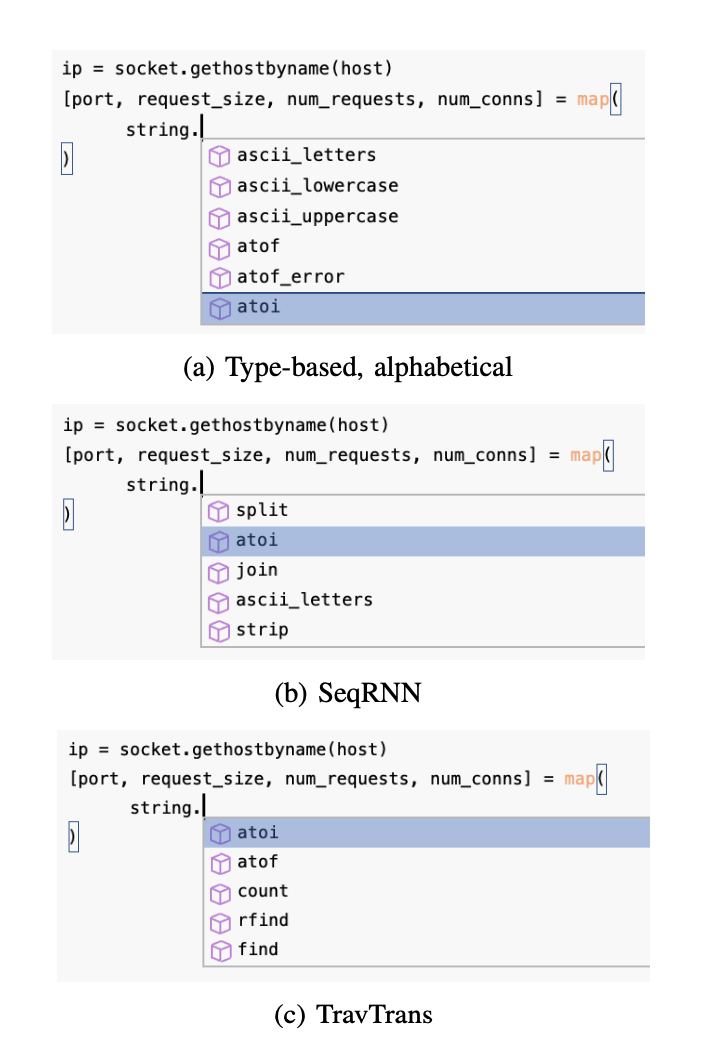 ip = socket.gethostbyname(host)
[port, request_size, num_requests, num_conns] = map(
string.
ascii_letters
)
ascii_lowercase
ascii_uppercase
atof
atof_error
atoi
(a) Type-based, alphabetical
ip = socket.gethostbyname(host)
[port, request_size, num_requests, num_conns] = map(
string.
)
split
atoi
join
ascii_letters
strip
(b) SeqRNN
ip = socket.gethostbyname(host)
[port, request_size, num_requests, num_conns] = map(
string.
)
atoi
atof
count
rfind
find
(c) TravTrans